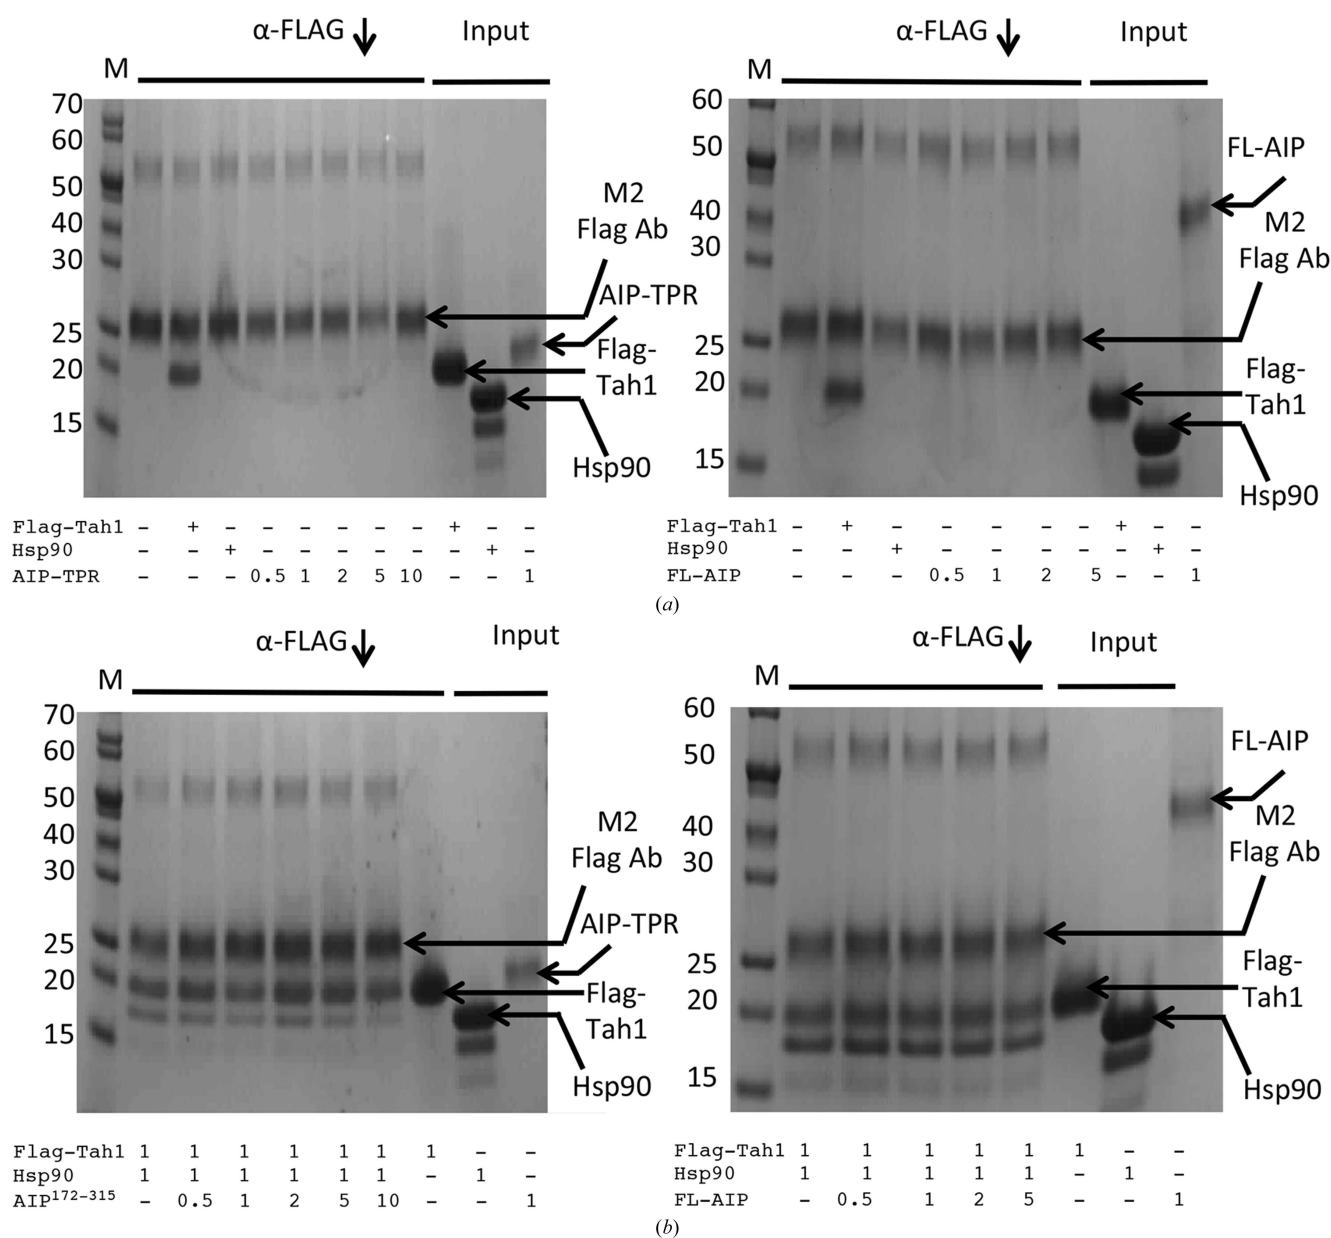 α-FLAG Input
M
70
60
50
40
30
25
20
15
M2
Flag Ab
AIP-TPR
Flag-
Tah1
Hsp90
Flag-Tah1 – + – – – – – – + – –
Hsp90 – – + – – – – – – + –
AIP-TPR – – – 0.5 1 2 5 10 – – 1
α-FLAG Input
M
60
50
40
30
25
20
15
FL-AIP
M2
Flag Ab
Flag-
Tah1
Hsp90
Flag-Tah1 – + – – – – – + – –
Hsp90 – – + – – – – – + –
FL-AIP – – – 0.5 1 2 5 – – 1
(a)
α-FLAG Input
M
70
60
50
40
30
25
20
15
M2
Flag Ab
AIP-TPR
Flag-
Tah1
Hsp90
Flag-Tah1 1 1 1 1 1 1 1 – –
Hsp90 1 1 1 1 1 1 – 1 –
AIP172–315 – 0.5 1 2 5 10 – – 1
α-FLAG Input
M
60
50
40
30
25
20
15
FL-AIP
M2
Flag Ab
Flag-
Tah1
Hsp90
Flag-Tah1 1 1 1 1 1 1 – –
Hsp90 1 1 1 1 1 – 1 –
FL-AIP – 0.5 1 2 5 – – 1
(b)